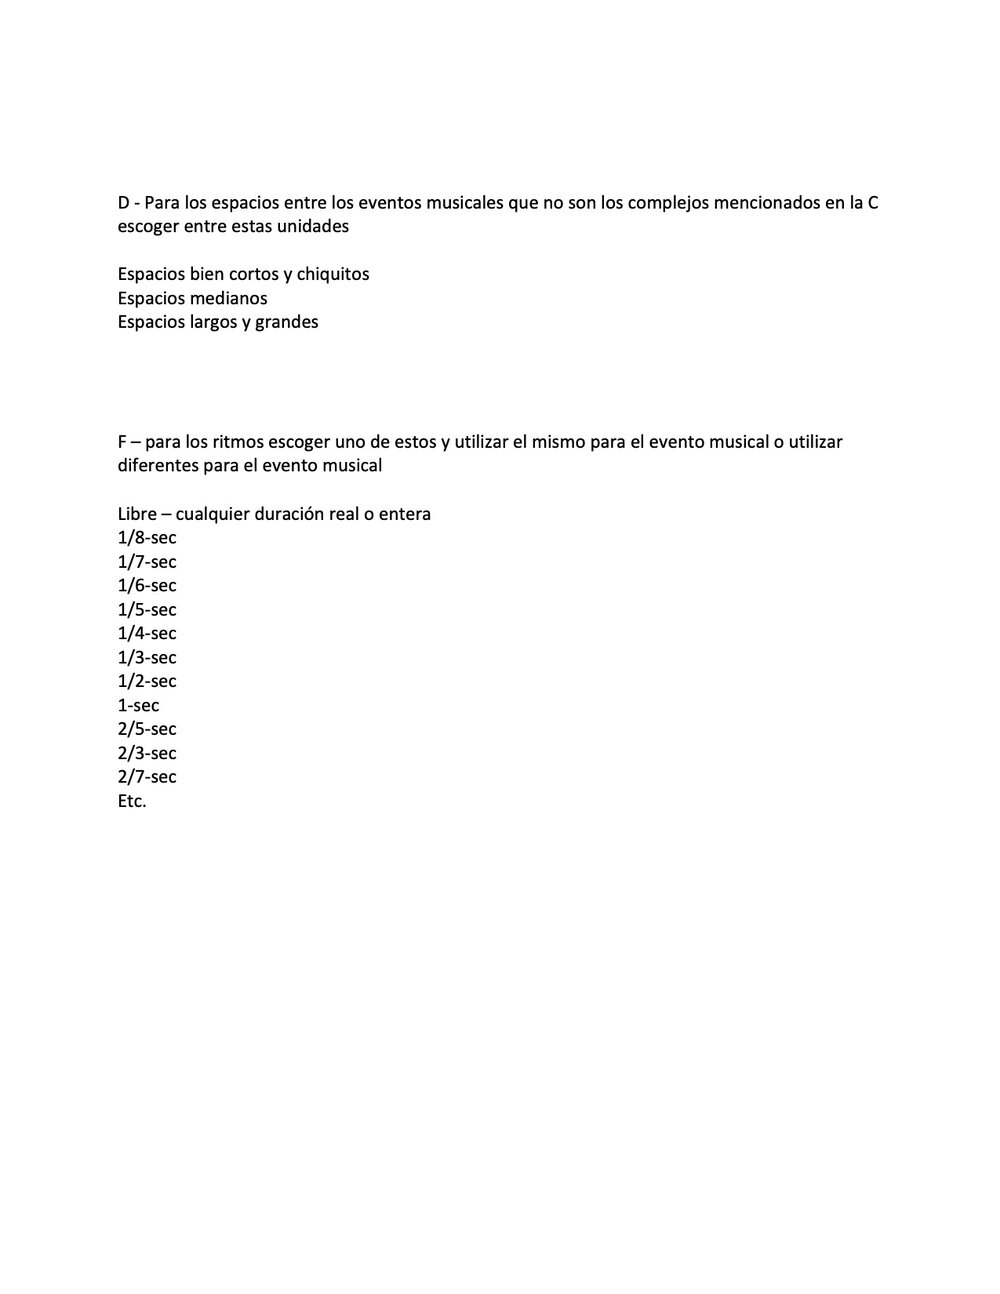 D - Para los espacios entre los eventos musicales que no son los complejos mencionados en la C
escoger entre estas unidades
Espacios bien cortos y chiquitos
Espacios medianos
Espacios largos y grandes
F – para los ritmos escoger uno de estos y utilizar el mismo para el evento musical o utilizar
diferentes para el evento musical
Libre – cualquier duración real o entera
1/8-sec
1/7-sec
1/6-sec
1/5-sec
1/4-sec
1/3-sec
1/2-sec
1-sec
2/5-sec
2/3-sec
2/7-sec
Etc.